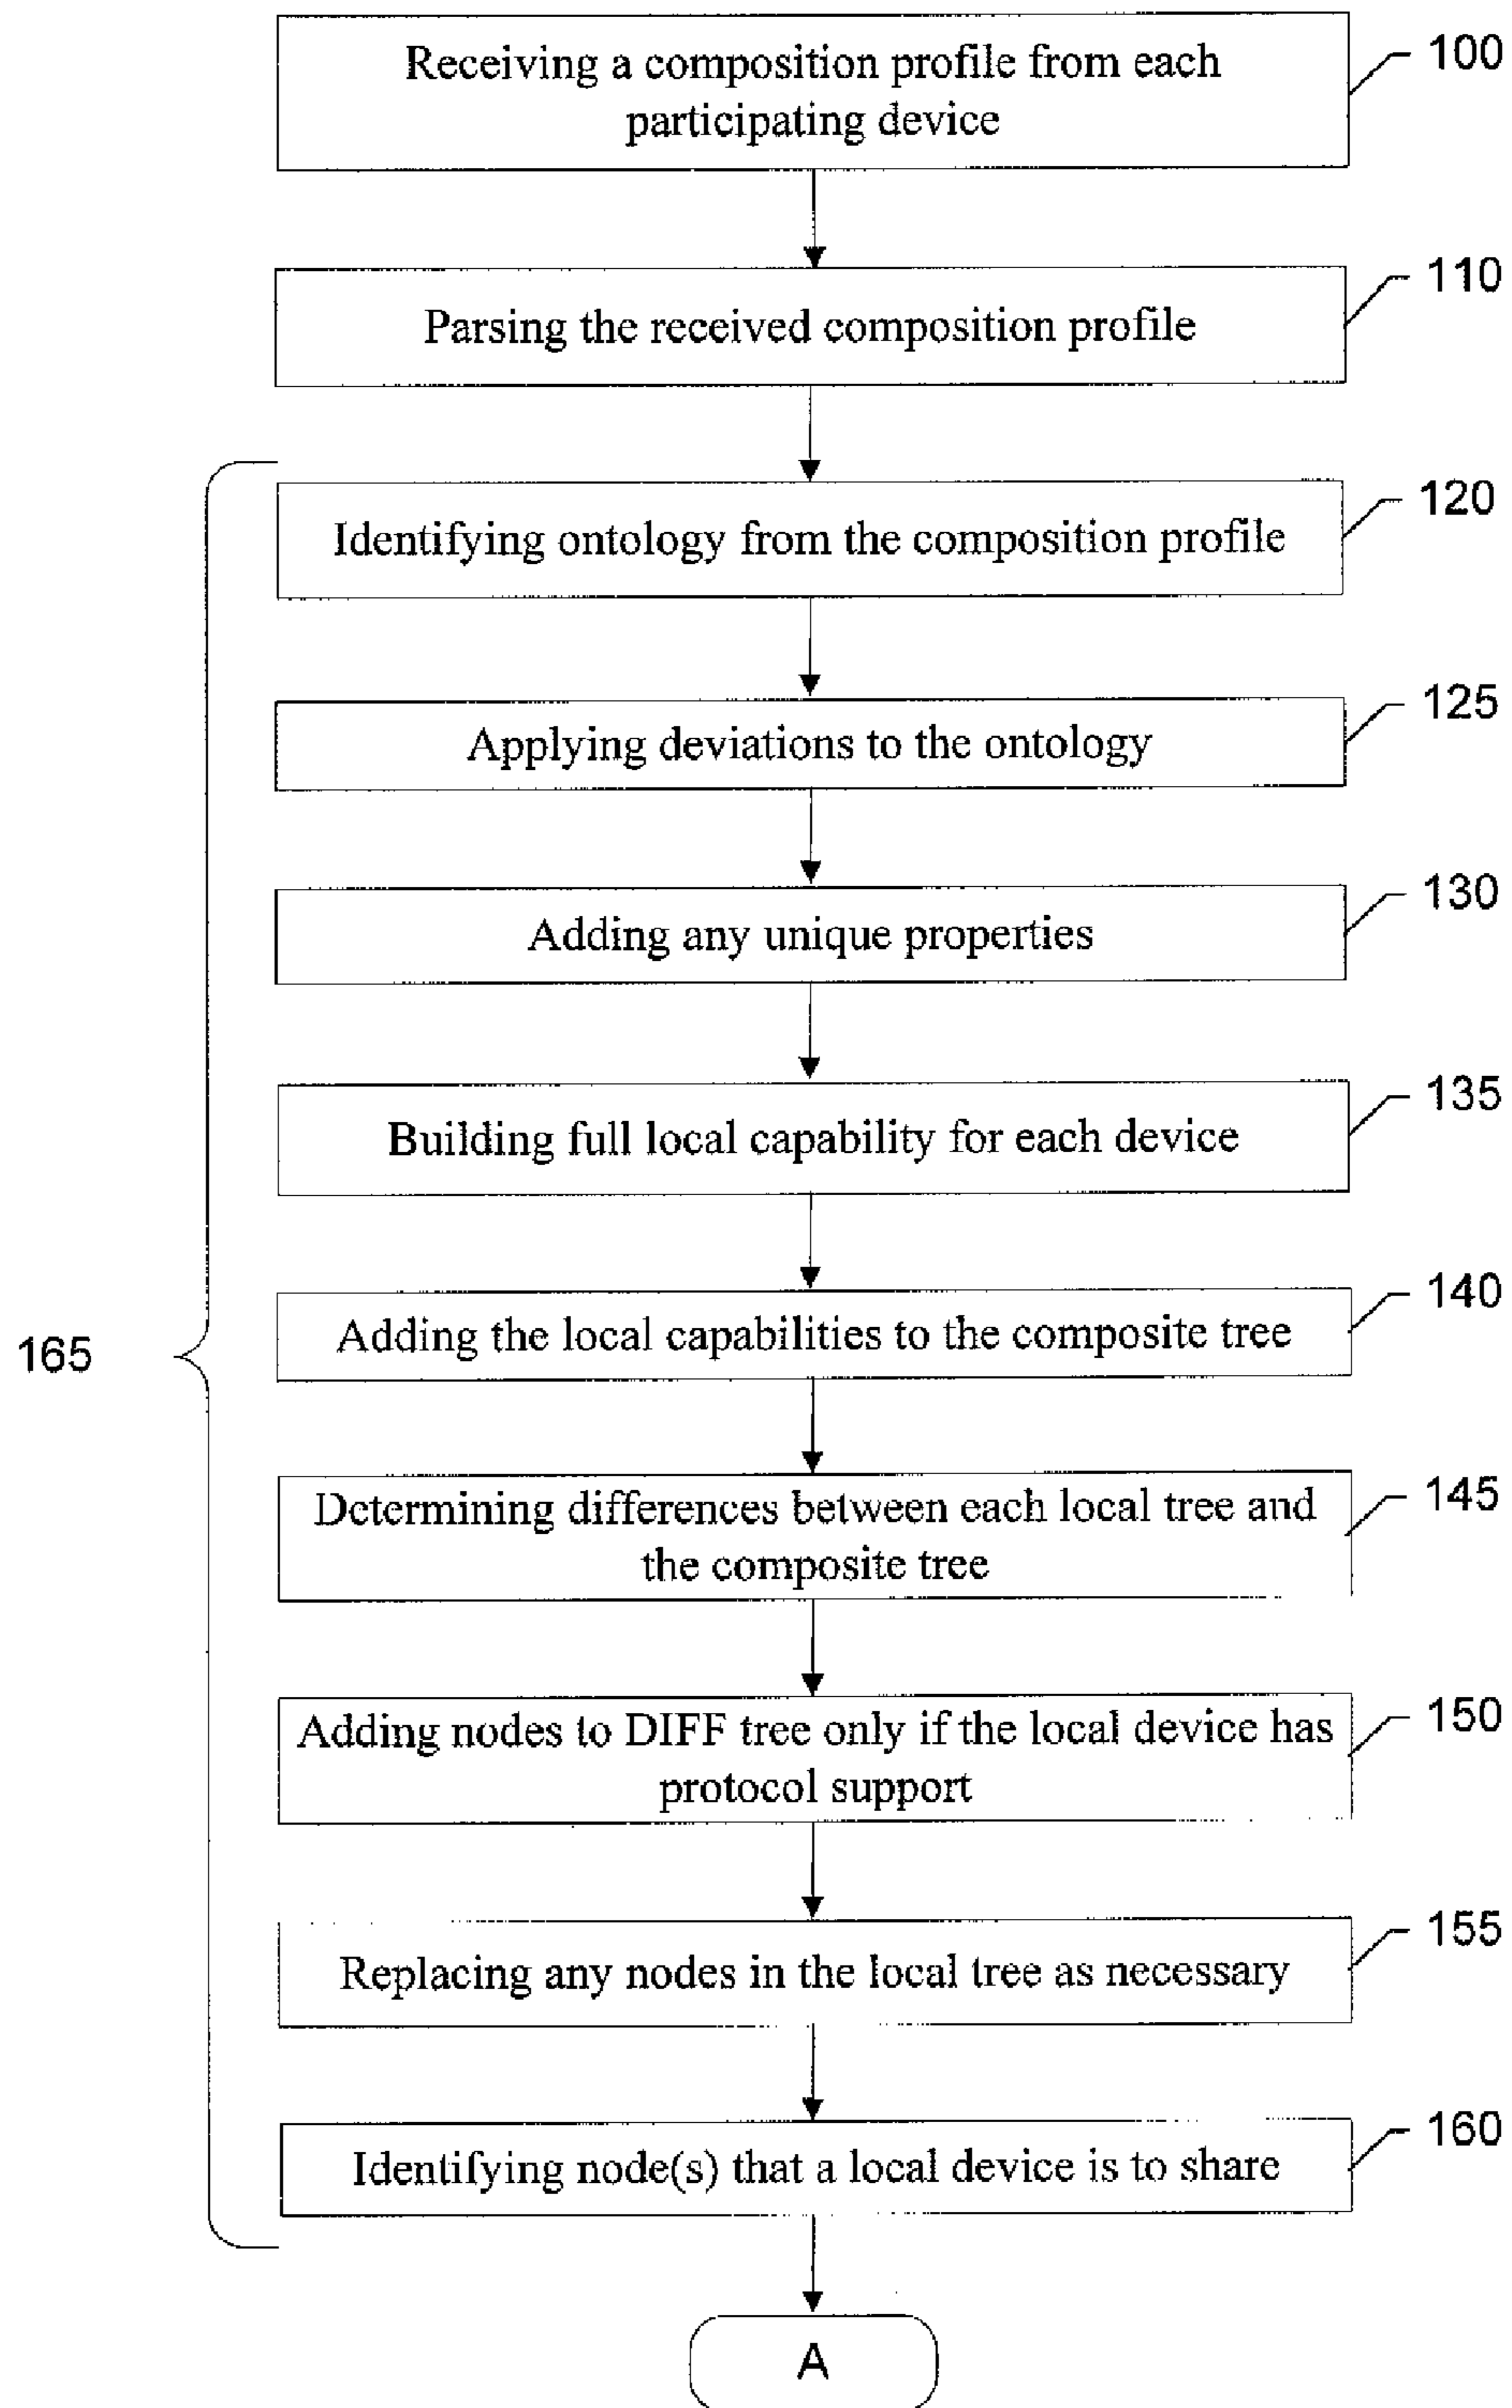 Receiving a composition profile from each
participating device
100
Parsing the received composition profile
110
Identifying ontology from the composition profile
120
Applying deviations to the ontology
125
Adding any unique properties
130
Building full local capability for each device
135
Adding the local capabilities to the composite tree
140
165
Determining differences between each local tree and
the composite tree
145
Adding nodes to DIFF tree only if the local device has
protocol support
150
Replacing any nodes in the local tree as necessary
155
Identifying node(s) that a local device is to share
160
A